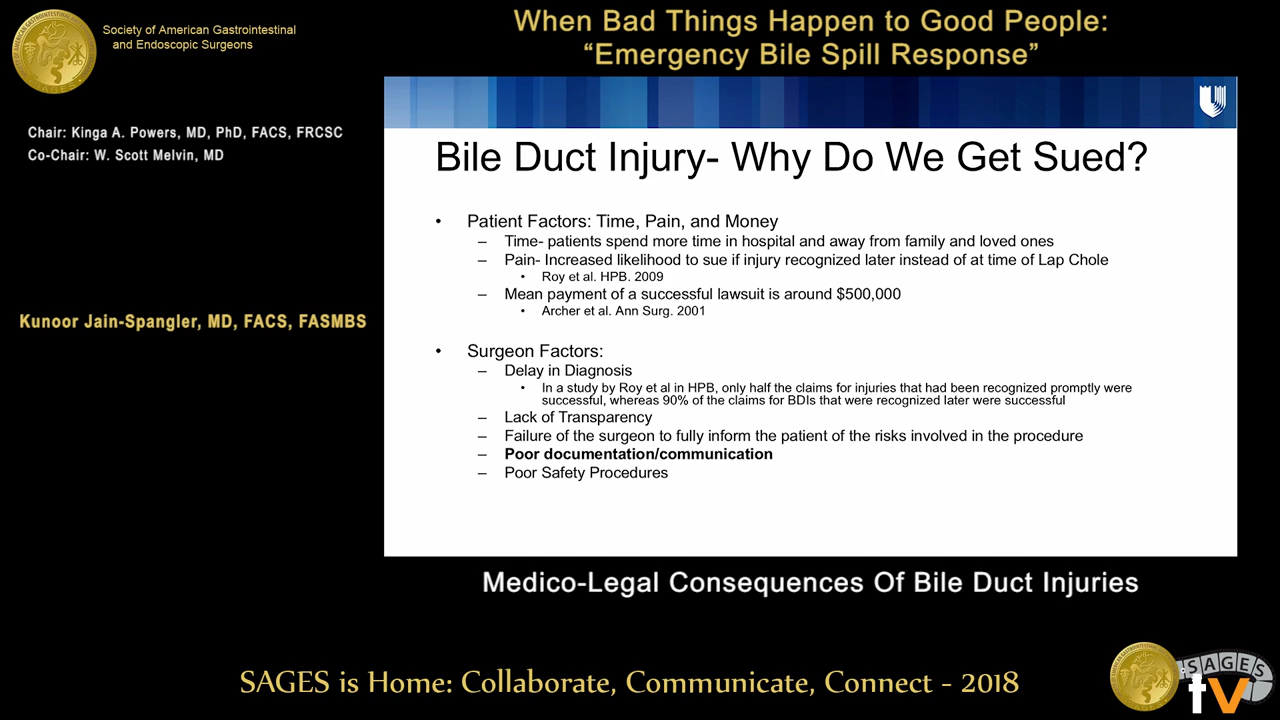 Society of American Gastrointestinal
and Endoscopic Surgeons
When Bad Things Happen to Good People:
“Emergency Bile Spill Response”
Chair: Kinga A. Powers, MD, PhD, FACS, FRCSC
Co-Chair: W. Scott Melvin, MD
Kunoor Jain-Spangler, MD, FACS, FASMBS
Bile Duct Injury- Why Do We Get Sued?
• Patient Factors: Time, Pain, and Money
– Time- patients spend more time in hospital and away from family and loved ones
– Pain- Increased likelihood to sue if injury recognized later instead of at time of Lap Chole
• Roy et al. HPB. 2009
– Mean payment of a successful lawsuit is around $500,000
• Archer et al. Ann Surg. 2001
• Surgeon Factors:
– Delay in Diagnosis
• In a study by Roy et al in HPB, only half the claims for injuries that had been recognized promptly were
successful, whereas 90% of the claims for BDIs that were recognized later were successful
– Lack of Transparency
– Failure of the surgeon to fully inform the patient of the risks involved in the procedure
– Poor documentation/communication
– Poor Safety Procedures
Medico-Legal Consequences Of Bile Duct Injuries
SAGES is Home: Collaborate, Communicate, Connect - 2018
SAGES
tv